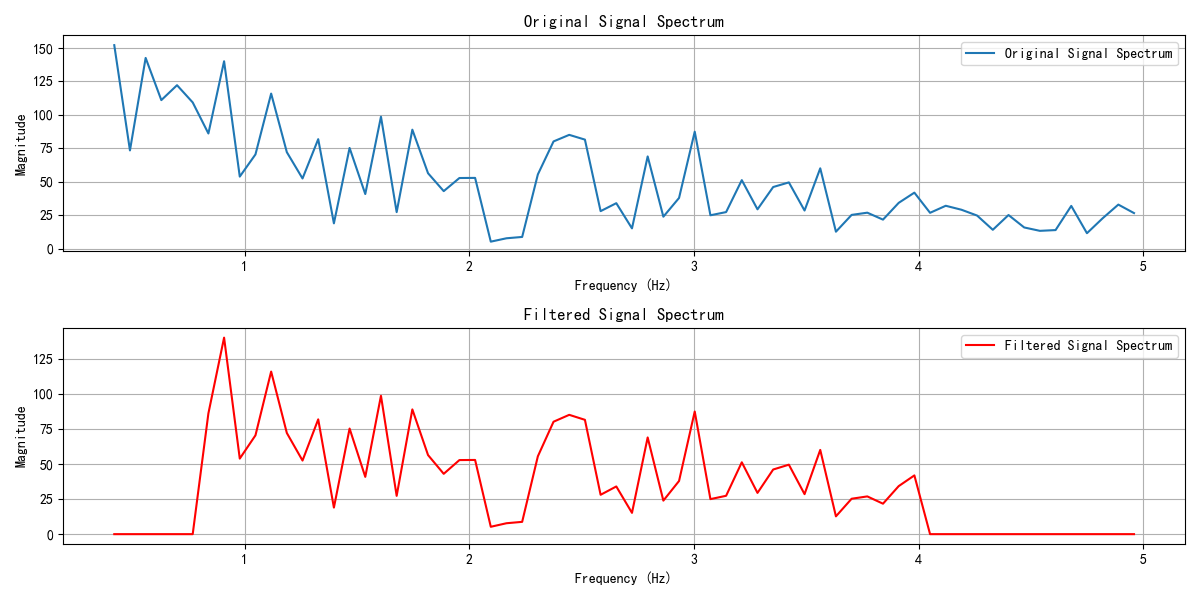 Original Signal Spectrum
Original Signal Spectrum
Magnitude
150
125
100
75
50
25
0
1 2 3 4 5
Frequency (Hz)
Filtered Signal Spectrum
Filtered Signal Spectrum
Magnitude
125
100
75
50
25
0
1 2 3 4 5
Frequency (Hz)